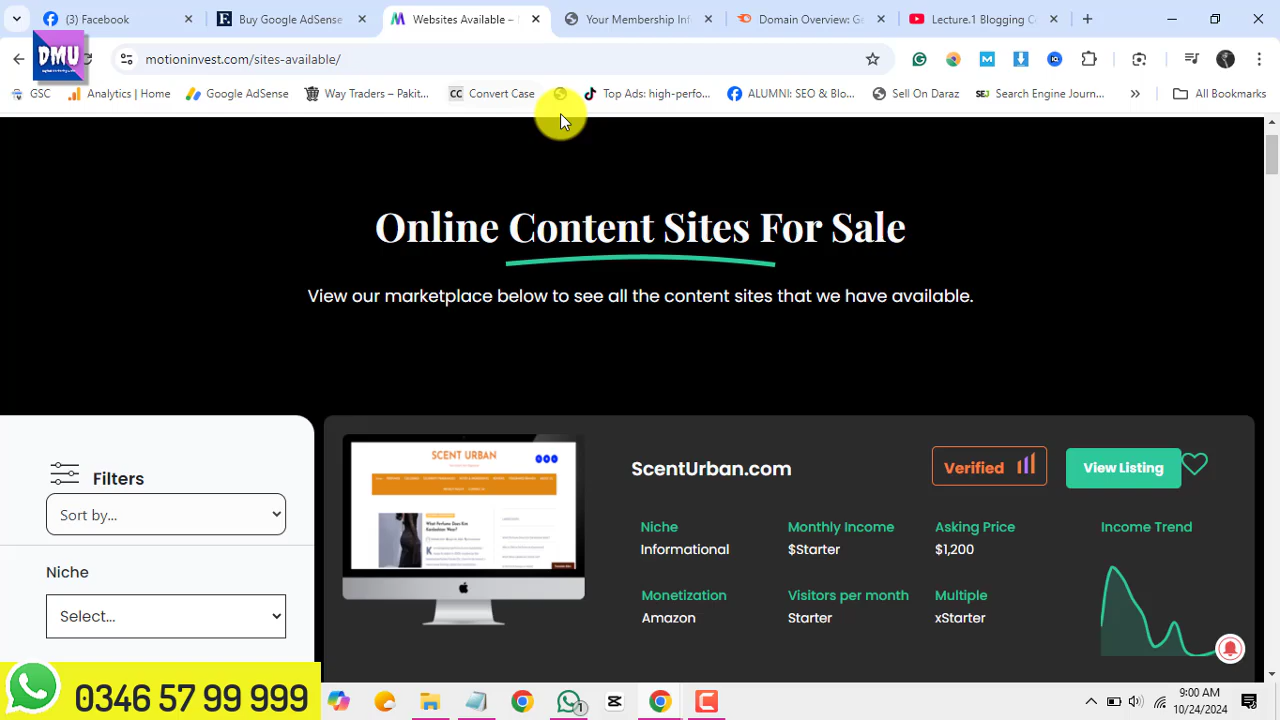 Facebook
Buy Google AdSense
Websites Available –
Your Membership In
Domain Overview: G
Lecture.1 Blogging C
DMU
motioninvest.com/sites-available/
GSC
Analytics | Home
Google AdSense
Way Traders – Pakit...
CC Convert Case
Top Ads: high-perfo...
ALUMNI: SEO & Blo...
Sell On Daraz
SEJ Search Engine Journ...
All Bookmarks
Online Content Sites For Sale
View our marketplace below to see all the content sites that we have available.
Filters
Sort by...
Niche
Select...
SCENT URBAN
ScentUrban.com
Verified
View Listing
Niche
Monthly Income
Asking Price
Income Trend
Informational
$Starter
$1,200
Monetization
Visitors per month
Multiple
Amazon
Starter
xStarter
0346 57 99 999
1
9:00 AM
10/24/2024